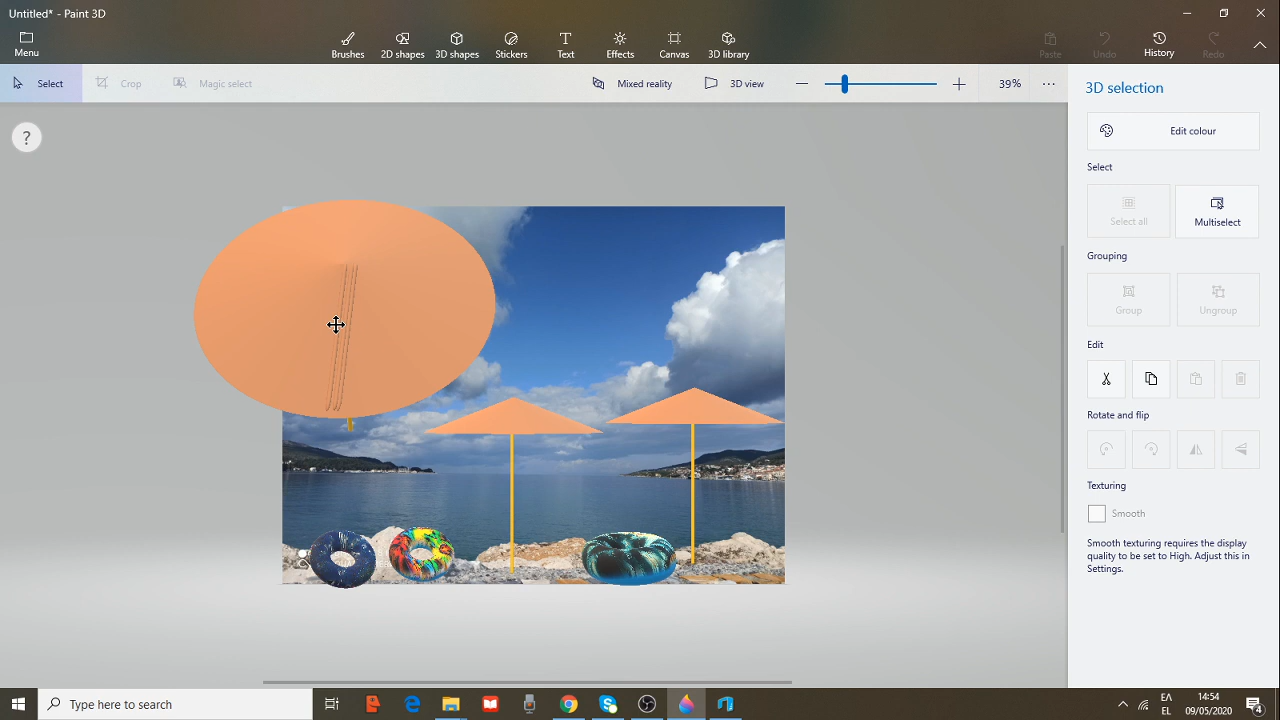 Untitled* - Paint 3D
Menu
Brushes
2D shapes
3D shapes
Stickers
Text
Effects
Canvas
3D library
Paste
Undo
History
Redo
Select
Crop
Magic select
Mixed reality
3D view
39%
?
3D selection
Edit colour
Select
Select all
Multiselect
Grouping
Group
Ungroup
Edit
Rotate and flip
Texturing
Smooth
Smooth texturing requires the display
quality to be set to High. Adjust this in
Settings.
Type here to search
ΕΛ
EL
14:54
09/05/2020
4